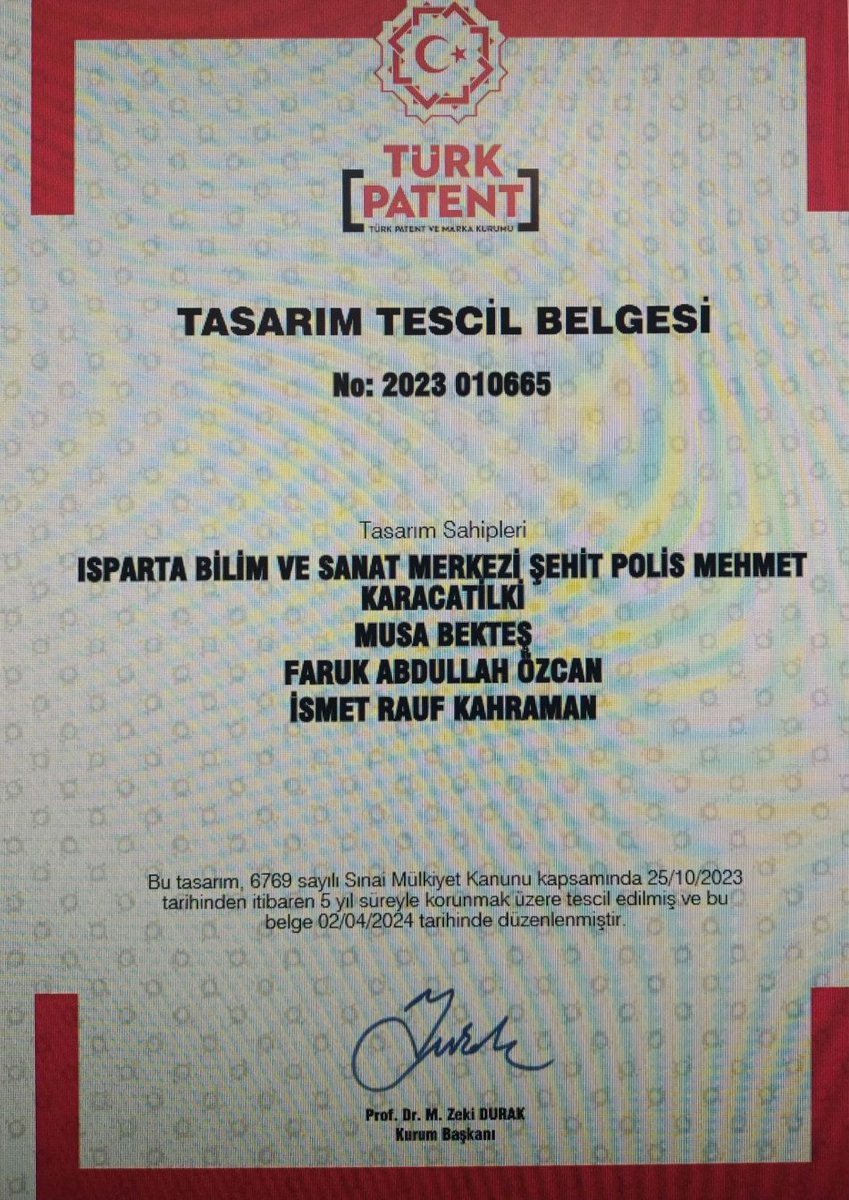 TÜRK
PATENT
TÜRK PATENT VE MARKA KURUMU
TASARIM TESCİL BELGESİ
No: 2023 010665
Tasarım Sahipleri
ISPARTA BİLİM VE SANAT MERKEZİ ŞEHİT POLİS MEHMET
KARACATİLKİ
MUSA BEKTEŞ
FARUK ABDULLAH ÖZCAN
İSMET RAUF KAHRAMAN
Bu tasarım, 6769 sayılı Sınai Mülkiyet Kanunu kapsamında 25/10/2023
tarihinden itibaren 5 yıl süreyle korunmak üzere tescil edilmiş ve bu
belge 02/04/2024 tarihinde düzenlenmiştir.
Prof. Dr. M. Zeki DURAK
Kurum Başkanı